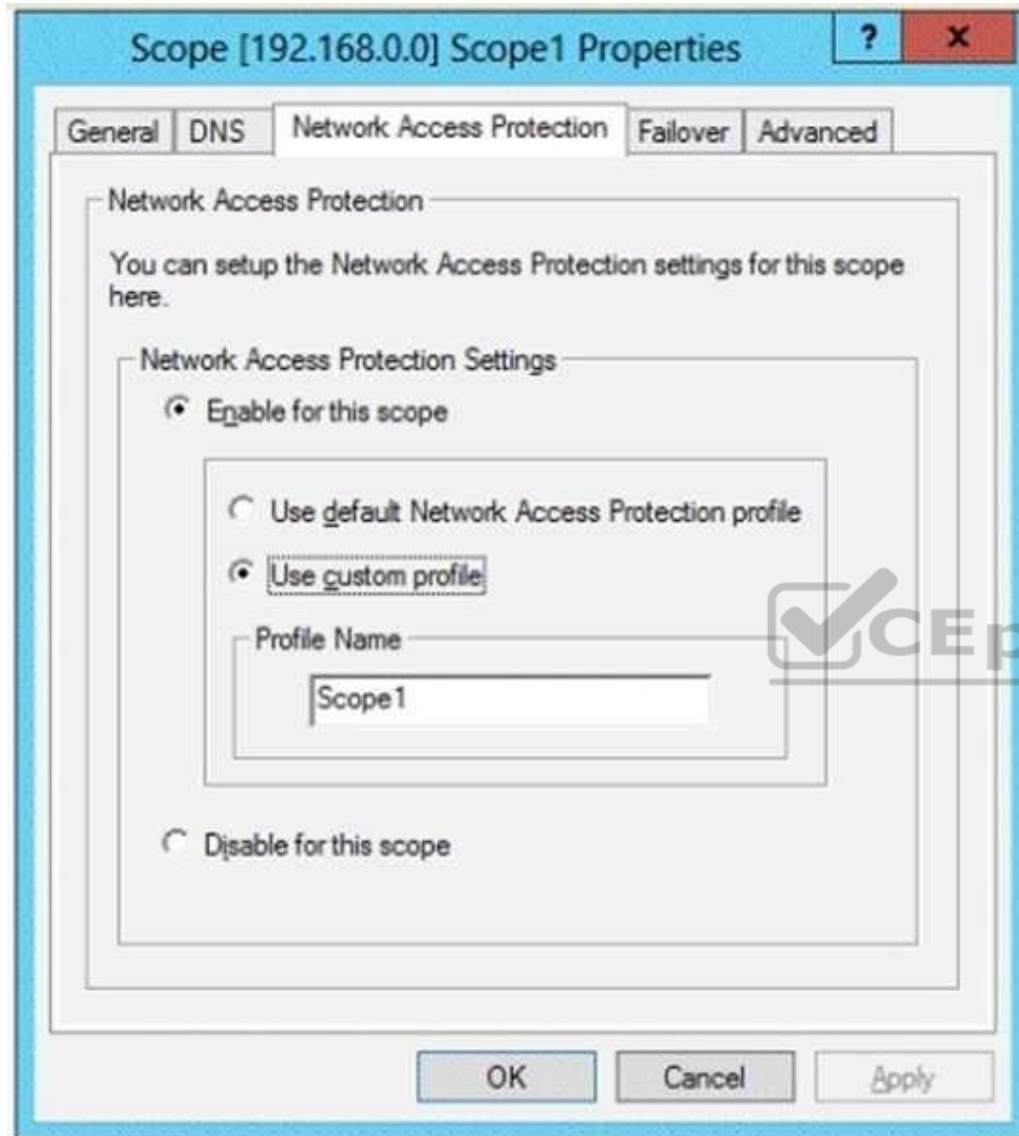 Scope [192.168.0.0] Scope1 Properties
?
x
General
DNS
Network Access Protection
Failover
Advanced
Network Access Protection
You can setup the Network Access Protection settings for this scope
here.
Network Access Protection Settings
Enable for this scope
Use default Network Access Protection profile
Use custom profile
Profile Name
Scope1
CEp
Disable for this scope
OK
Cancel
Apply